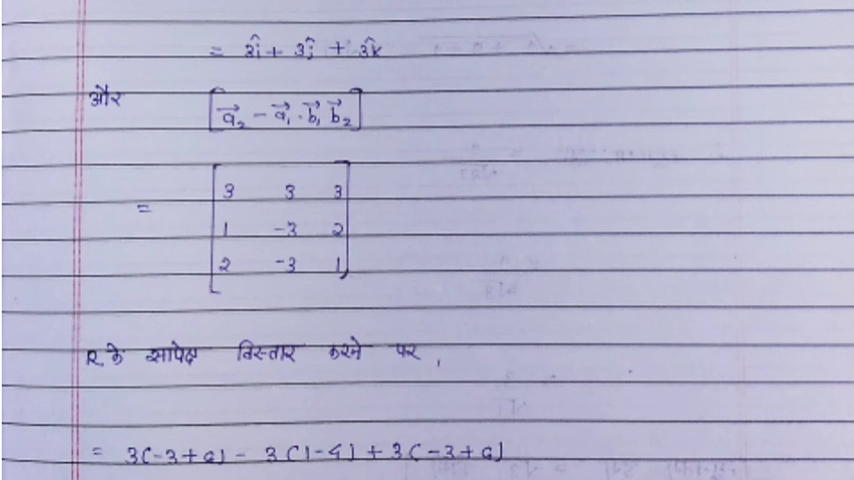 = 3î + 3ĵ + 3k̂
और [a⃗₂ - a⃗₁ . b⃗₁ b⃗₂]
= [3 3 3
1 -3 2
2 -3 1]
R₁ के सापेक्ष विस्तार करने पर,
= 3(-3+6) - 3(1-4) + 3(-3+6)